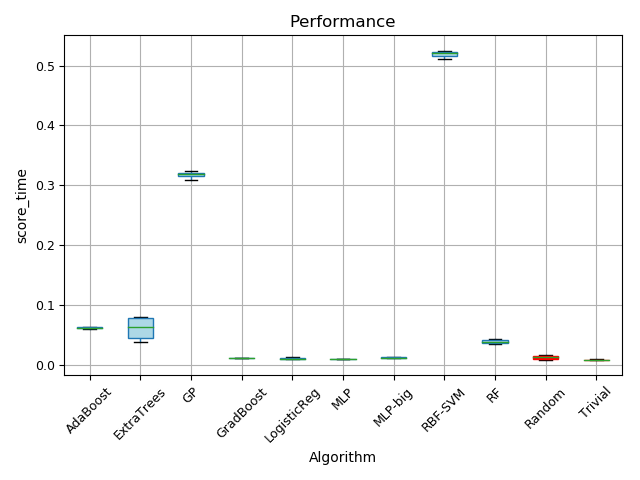 Performance
score_time
0.5
0.4
0.3
0.2
0.1
0.0
AdaBoost
ExtraTrees
GP
GradBoost
LogisticReg
MLP
MLP-big
RBF-SVM
RF
Random
Trivial
Algorithm